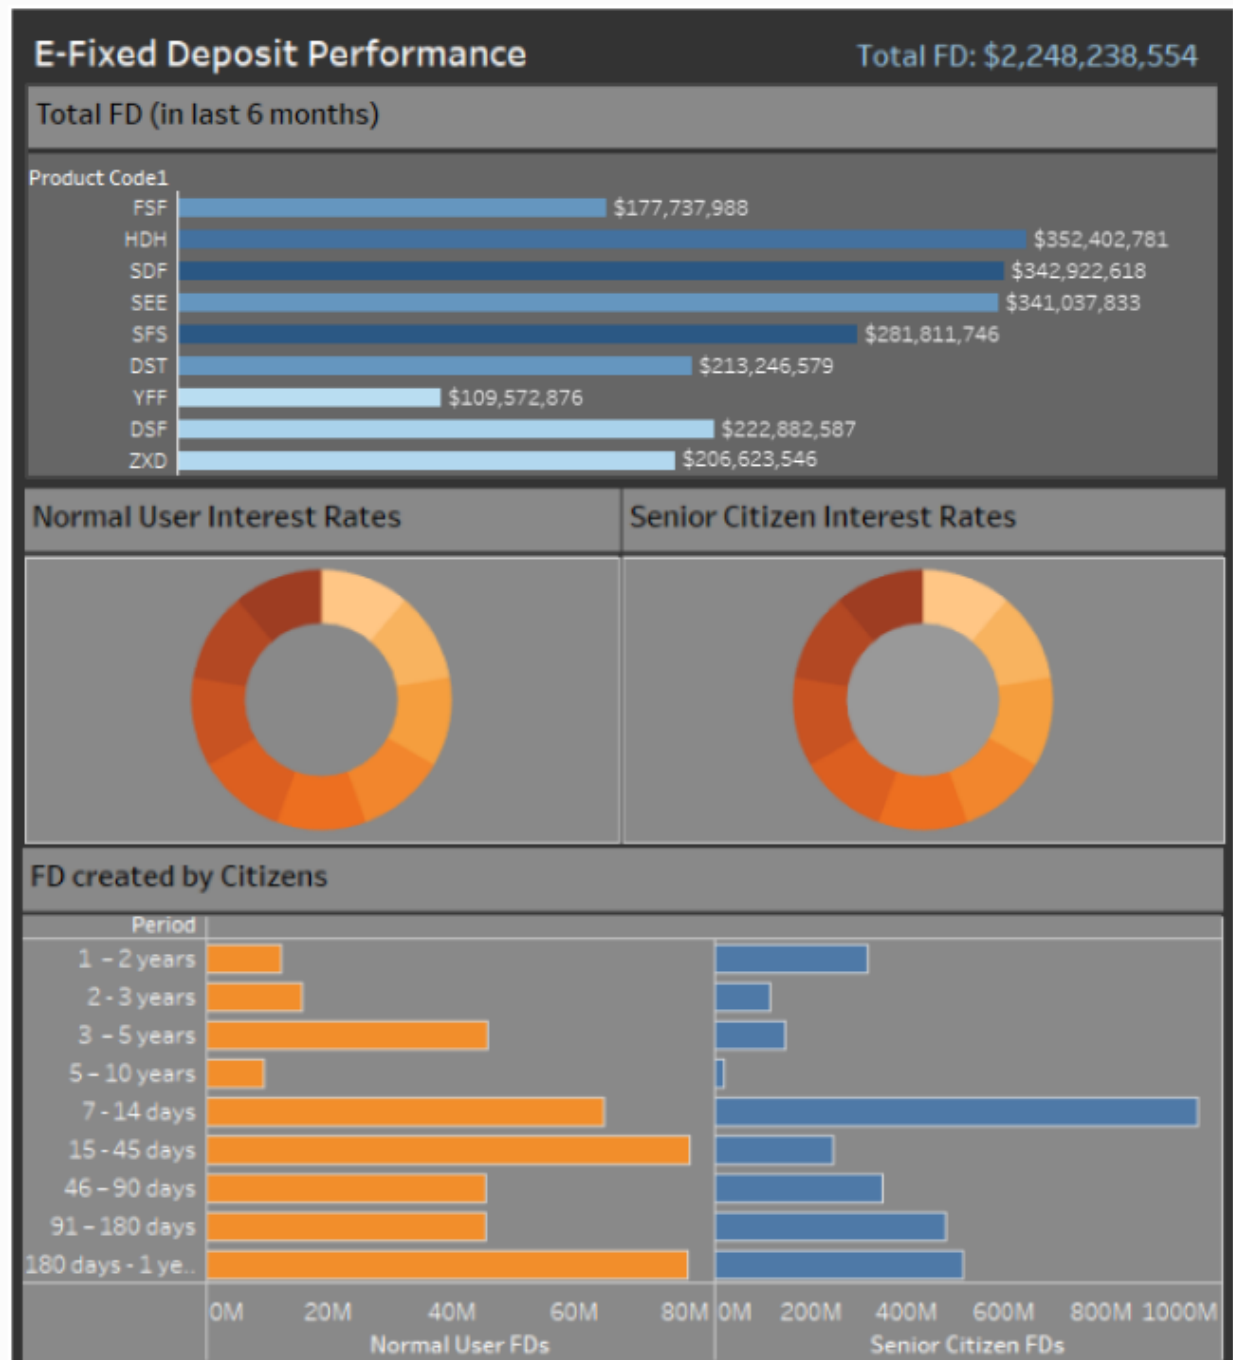 E-Fixed Deposit Performance
Total FD: $2,248,238,554
Total FD (in last 6 months)
Product Code1
FSF $177,737,988
HDH $352,402,781
SDF $342,922,618
SEE $341,037,833
SFS $281,811,746
DST $213,246,579
YFF $109,572,876
DSF $222,882,587
ZXD $206,623,546
Normal User Interest Rates
Senior Citizen Interest Rates
FD created by Citizens
Period
1 – 2 years
2 - 3 years
3 – 5 years
5 – 10 years
7 - 14 days
15 - 45 days
46 – 90 days
91 – 180 days
180 days - 1 ye..
0M 20M 40M 60M 80M 0M 200M 400M 600M 800M 1000M
Normal User FDs Senior Citizen FDs